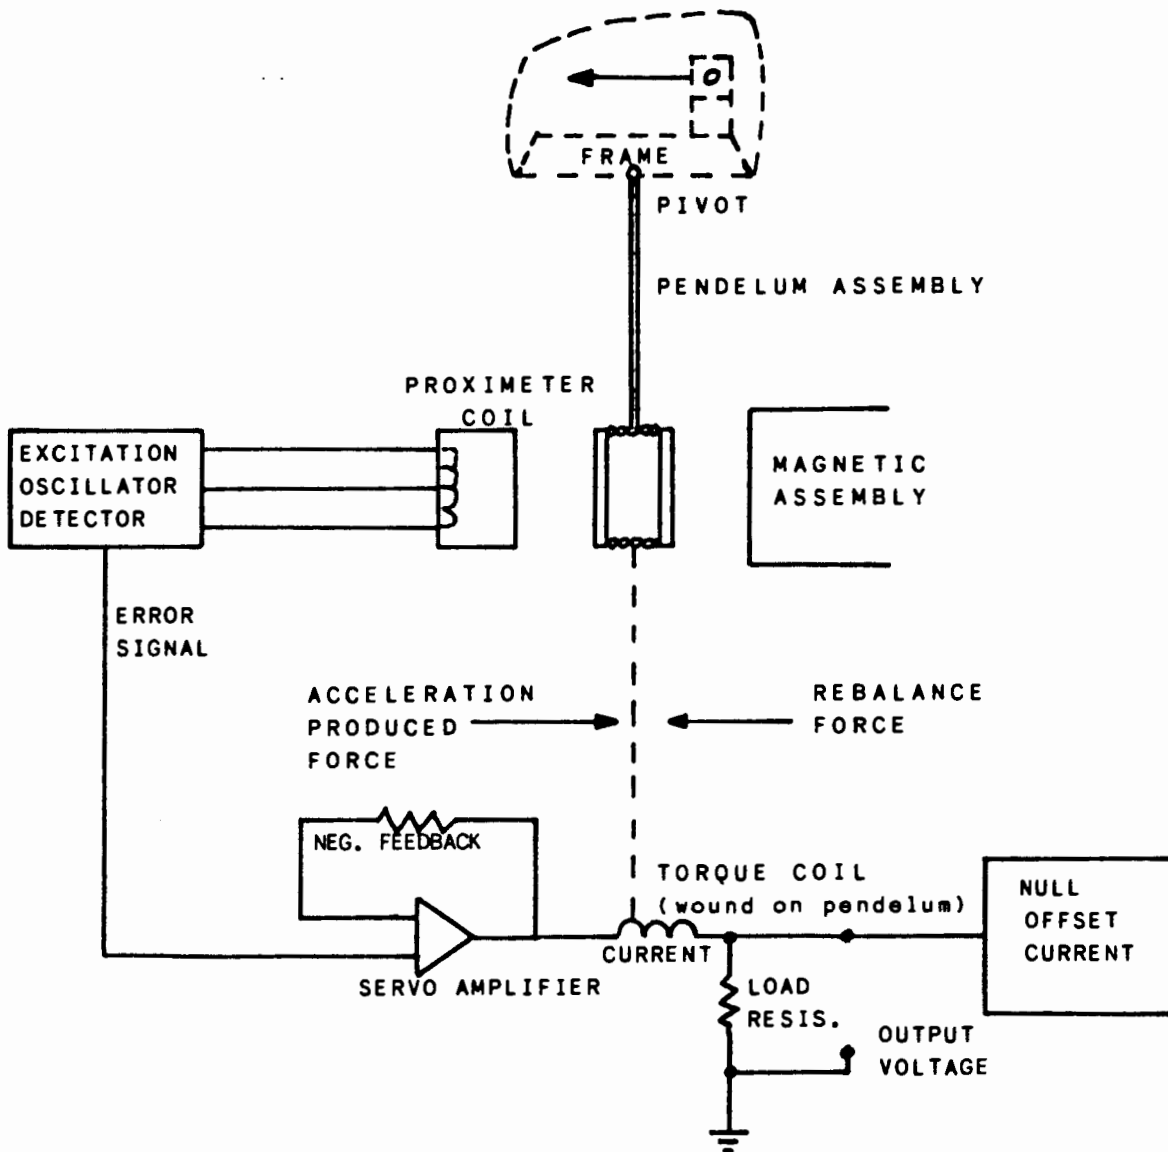 O
FRAME
PIVOT
PENDELUM ASSEMBLY
PROXIMETER
COIL
EXCITATION
OSCILLATOR
DETECTOR
MAGNETIC
ASSEMBLY
ERROR
SIGNAL
ACCELERATION
PRODUCED
FORCE
REBALANCE
FORCE
NEG. FEEDBACK
TORQUE COIL
(wound on pendelum)
NULL
OFFSET
CURRENT
CURRENT
SERVO AMPLIFIER
LOAD
RESIS.
OUTPUT
VOLTAGE